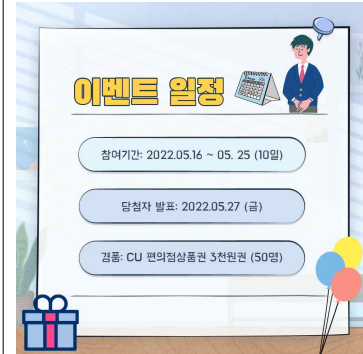 이벤트 일정
참여기간: 2022.05.16 ~ 05. 25 (10일)
당첨자 발표: 2022.05.27 (금)
경품: CU 편의점상품권 3천원권 (50명)